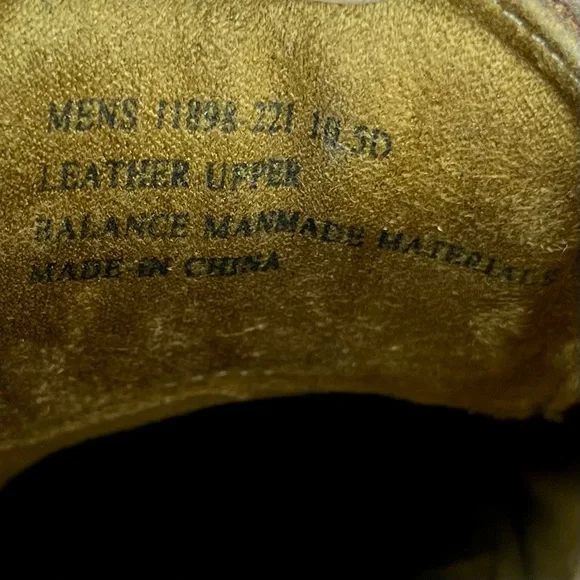 MENS 11898-221 10.5D
LEATHER UPPER
BALANCE MANMADE MATERIALS
MADE IN CHINA